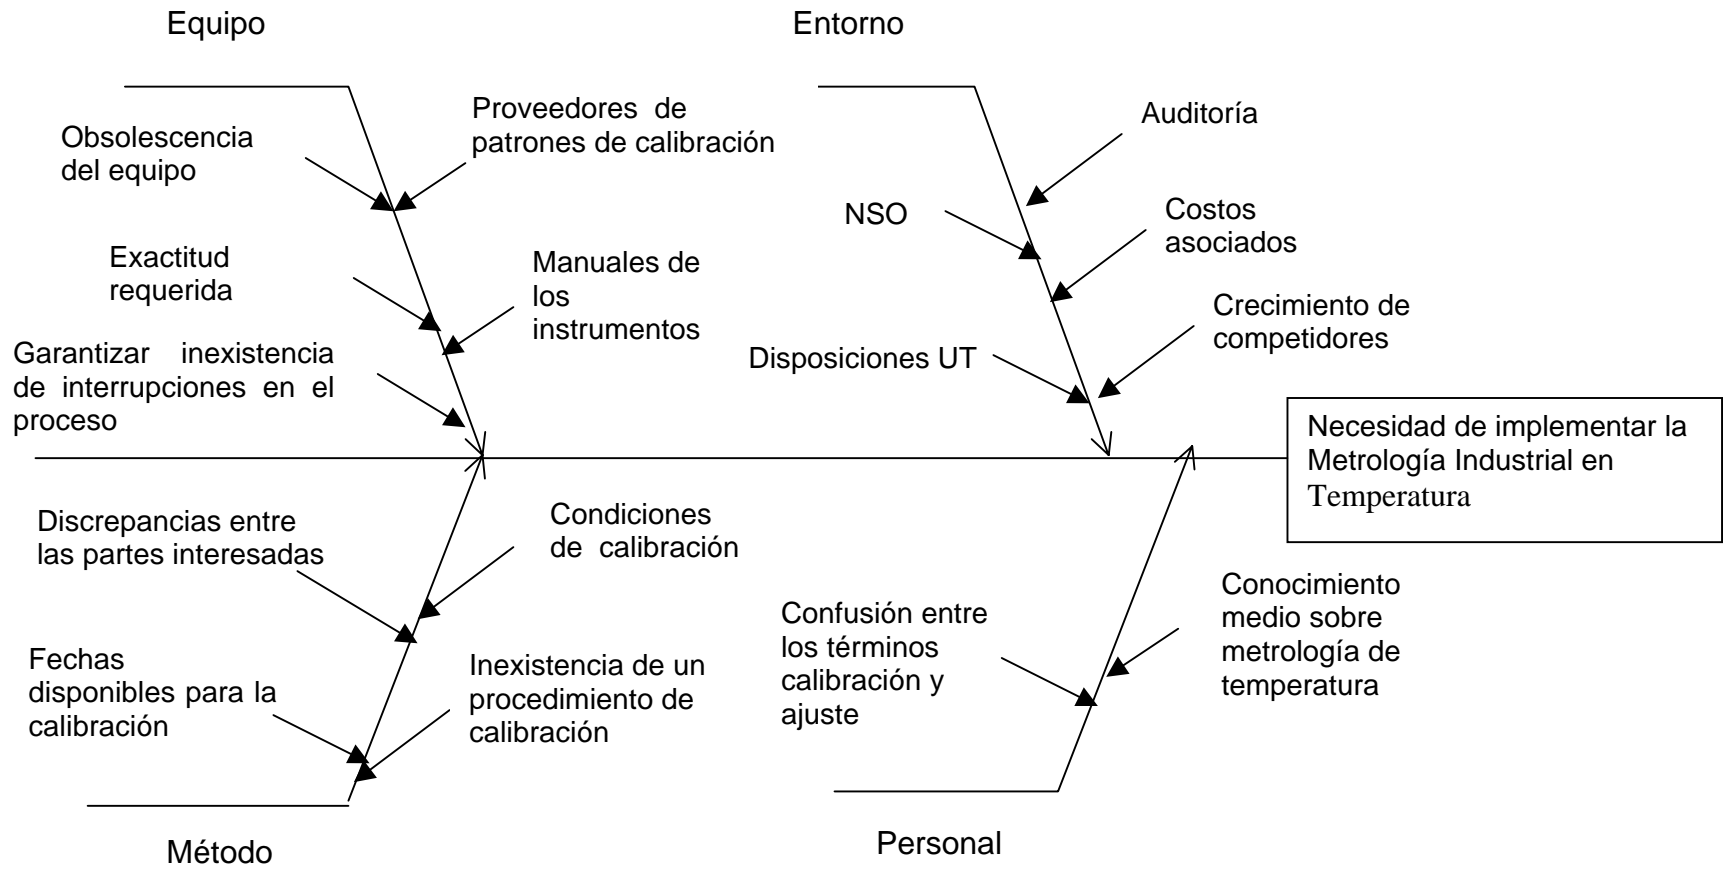 Equipo
Entorno
Obsolescencia
del equipo
Proveedores de
patrones de calibración
Auditoría
NSO
Costos
asociados
Exactitud
requerida
Manuales de
los
instrumentos
Crecimiento de
competidores
Garantizar inexistencia
de interrupciones en el
proceso
Disposiciones UT
Necesidad de implementar la
Metrología Industrial en
Temperatura
Discrepancias entre
las partes interesadas
Condiciones
de calibración
Fechas
disponibles para la
calibración
Inexistencia de un
procedimiento de
calibración
Confusión entre
los términos
calibración y
ajuste
Conocimiento
medio sobre
metrología de
temperatura
Método
Personal